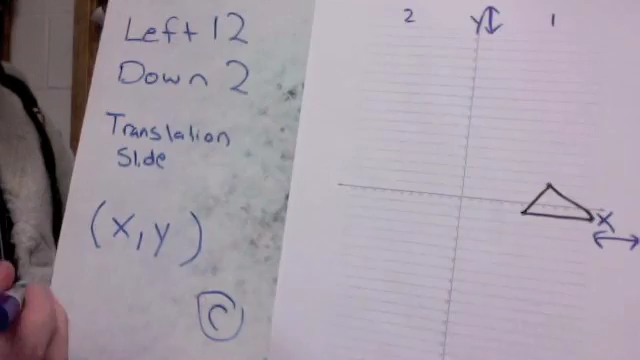 Left 12
Down 2
Translation
Slide
(x, y)
C
2
Y
1
X